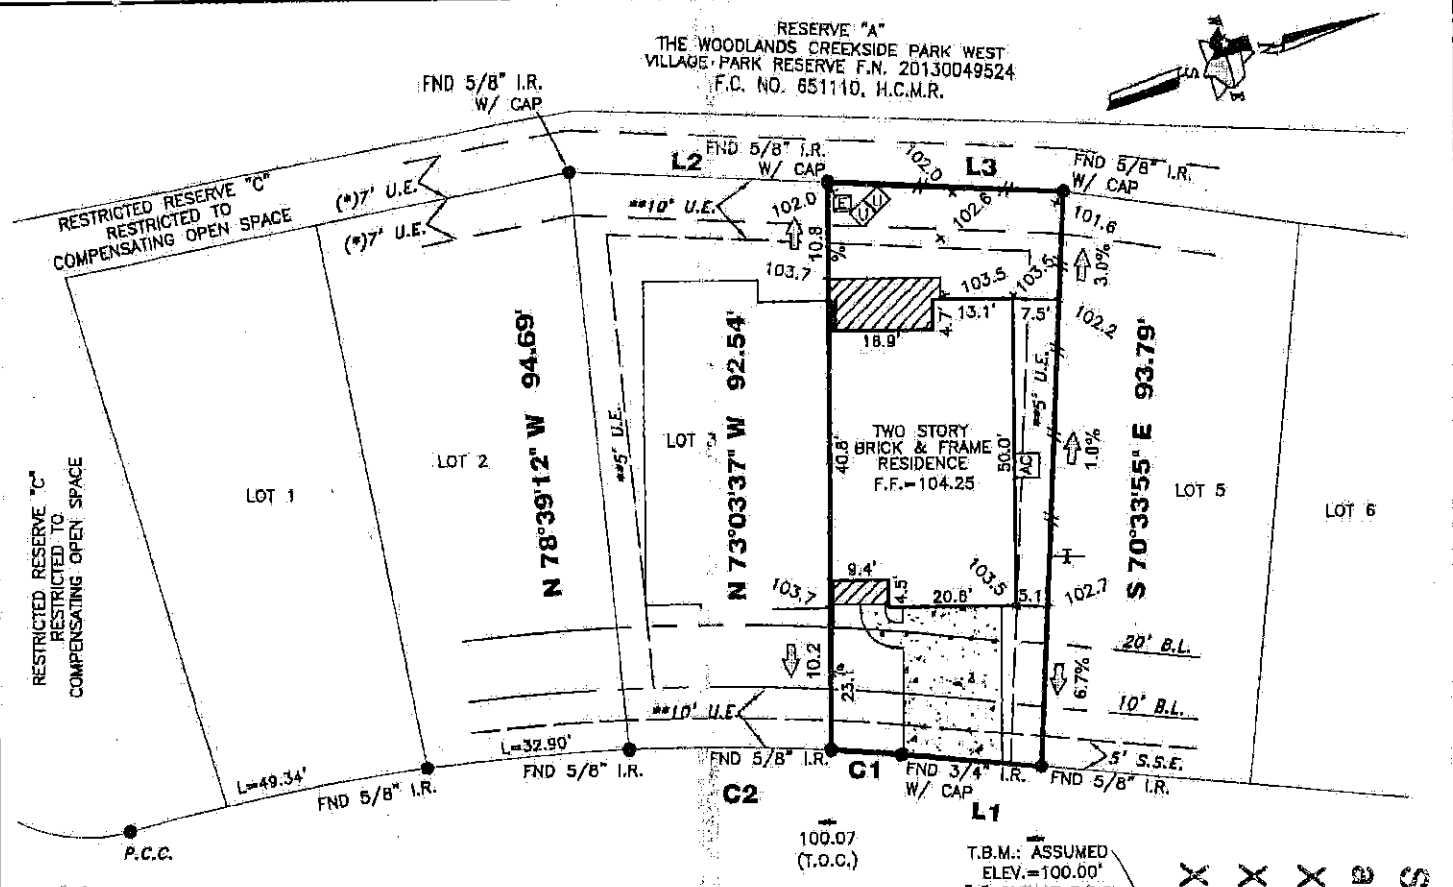 RESERVE "A"
THE WOODLANDS CREEKSIDE PARK WEST
VILLAGE PARK RESERVE F.N. 20130049524
F.C. NO. 651110, H.C.M.R.
N
S
E
FND 5/8" I.R.
W/ CAP
L2
FND 5/8" I.R.
W/ CAP
102.0
L3
FND 5/8" I.R.
W/ CAP
RESTRICTED RESERVE "C"
RESTRICTED TO
COMPENSATING OPEN SPACE
(*)7' U.E.
(*)7' U.E.
**10' U.E.
102.0
E
U
U
102.6
101.6
10.8
%
103.7
103.5
103.5
3.0%
18.9'
4.7'
13.1'
7.5'
102.2
N 78°39'12" W 94.69'
**5' U.E.
N 73°03'37" W 92.54'
**5' U.E.
S 70°33'55" E 93.79'
LOT 1
LOT 2
LOT 3
40.8'
TWO STORY
BRICK & FRAME
RESIDENCE
F.F.=104.25
50.0'
AC
1.0%
LOT 5
LOT 6
RESTRICTED RESERVE "C"
RESTRICTED TO
COMPENSATING OPEN SPACE
103.7
9.4'
4.5'
103.5
20.8'
5.1
102.7
20' B.L.
10.2
23.1'
6.7%
10' B.L.
**10' U.E.
5' S.S.E.
L=49.34'
L=32.90'
FND 5/8" I.R.
FND 5/8" I.R.
FND 5/8" I.R.
C1
FND 3/4" I.R.
W/ CAP
FND 5/8" I.R.
C2
L1
P.C.C.
100.07
(T.O.C.)
T.B.M.: ASSUMED
ELEV.=100.00'
X
X
X
a
S